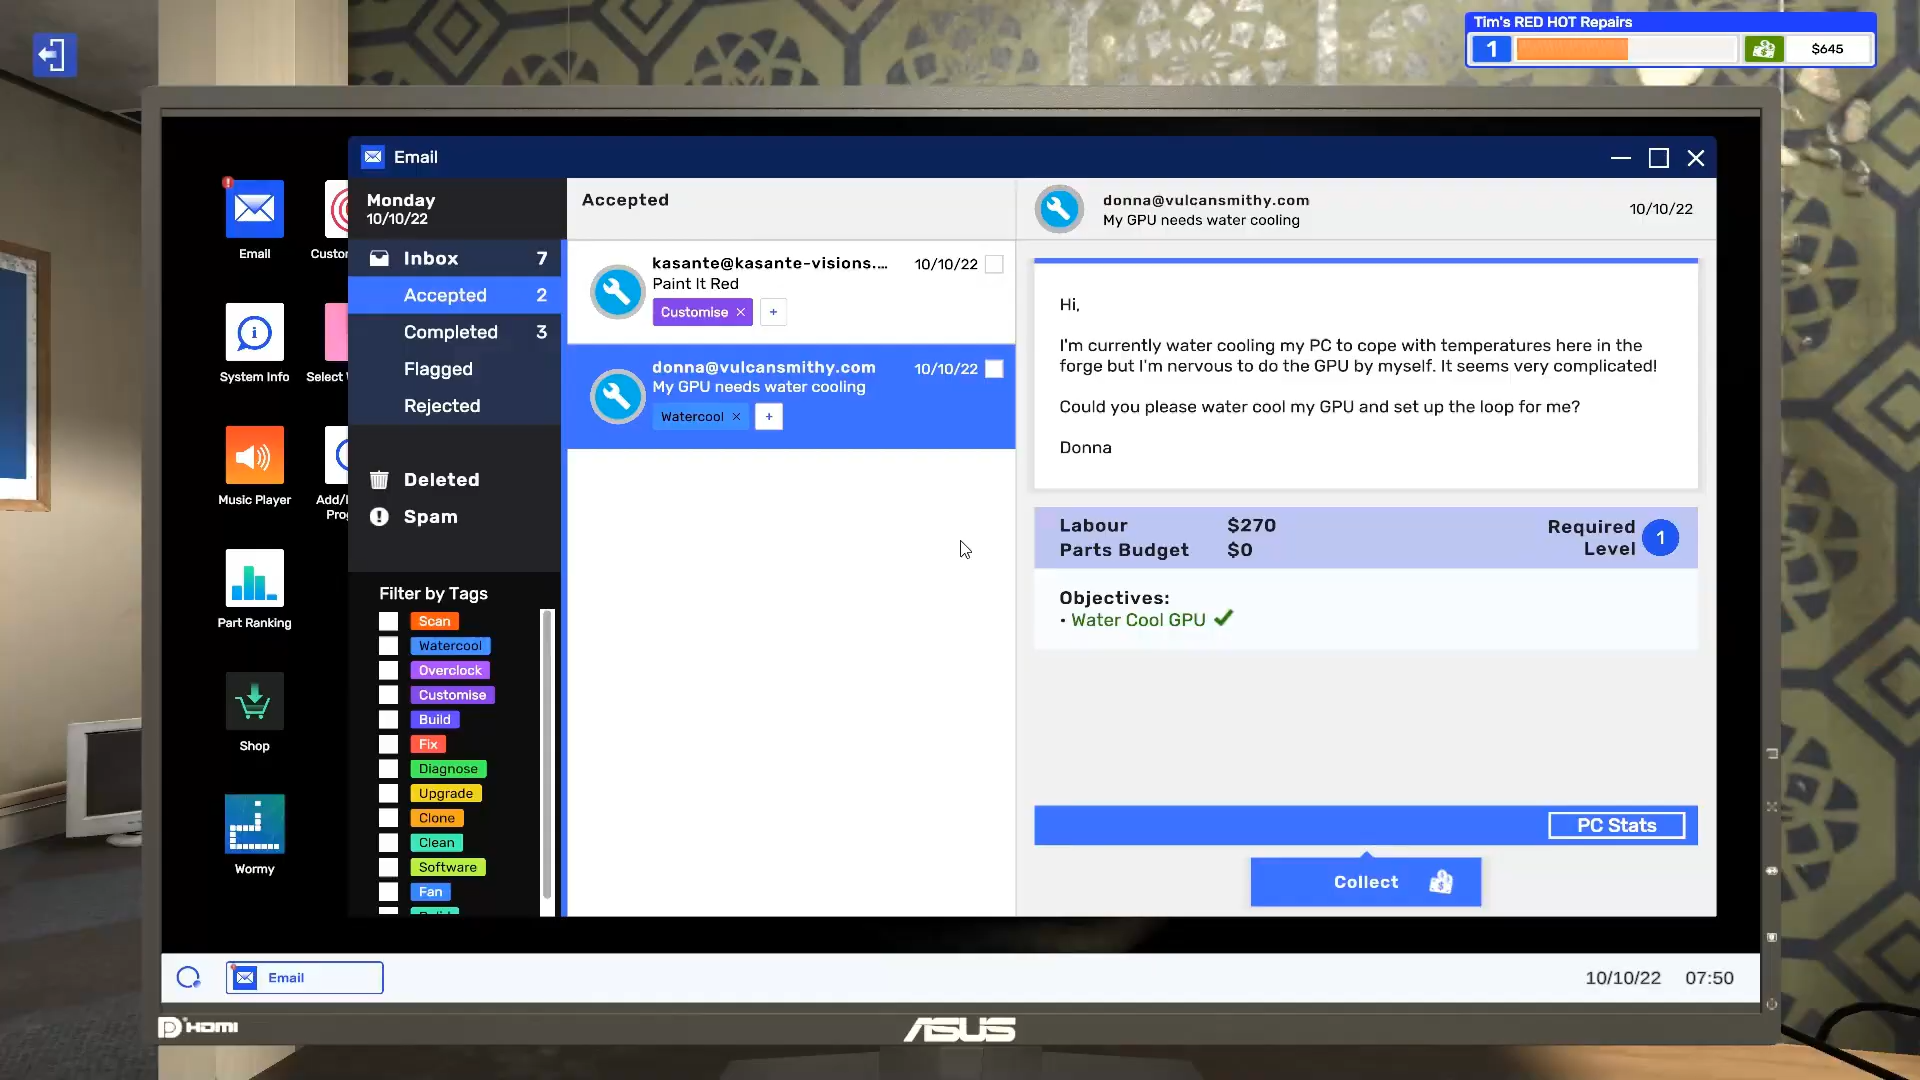 Tim's RED HOT Repairs
1
$645
Email
Monday
10/10/22
Inbox 7
Accepted 2
Completed 3
Flagged
Rejected
Deleted
Spam
Filter by Tags
Scan
Watercool
Overclock
Customise
Build
Fix
Diagnose
Upgrade
Clone
Clean
Software
Fan
Accepted
kasante@kasante-visions.... 10/10/22
Paint It Red
Customise × +
donna@vulcansmithy.com 10/10/22
My GPU needs water cooling
Watercool × +
donna@vulcansmithy.com
My GPU needs water cooling
10/10/22
Hi,
I'm currently water cooling my PC to cope with temperatures here in the
forge but I'm nervous to do the GPU by myself. It seems very complicated!
Could you please water cool my GPU and set up the loop for me?
Donna
Labour $270
Parts Budget $0
Required
Level 1
Objectives:
• Water Cool GPU
PC Stats
Collect
Email
System Info
Music Player
Part Ranking
Shop
Wormy
Custo
Select
Add/
Prog
Email
10/10/22 07:50
HDMI
ASUS